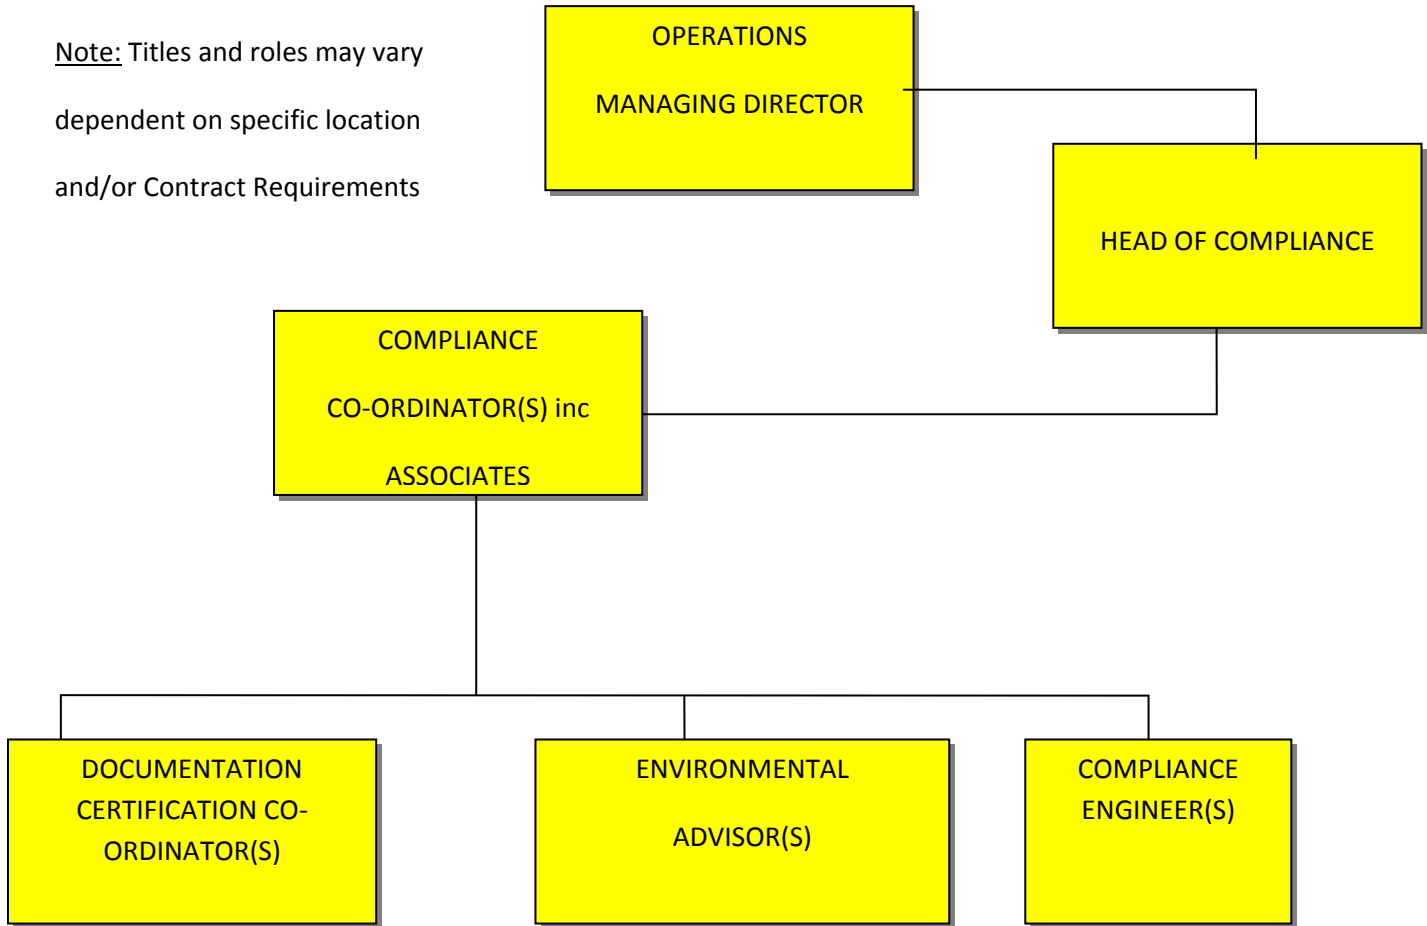 Note: Titles and roles may vary
dependent on specific location
and/or Contract Requirements
OPERATIONS
MANAGING DIRECTOR
HEAD OF COMPLIANCE
COMPLIANCE
CO-ORDINATOR(S) inc
ASSOCIATES
DOCUMENTATION
CERTIFICATION CO-
ORDINATOR(S)
ENVIRONMENTAL
ADVISOR(S)
COMPLIANCE
ENGINEER(S)